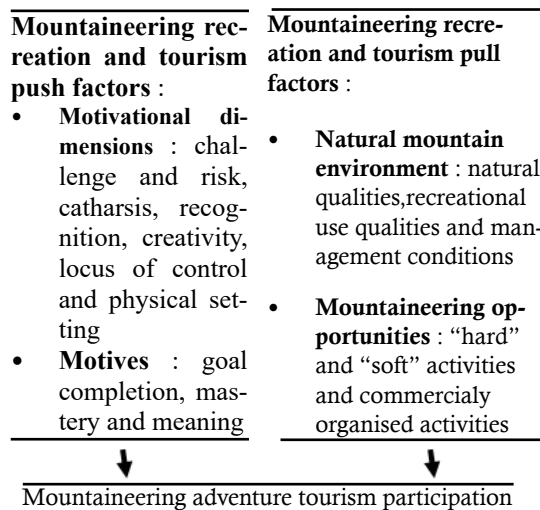 Mountaineering rec-
reation and tourism
push factors :
• Motivational di-
mensions : chal-
lenge and risk,
catharsis, recog-
nition, creativity,
locus of control
and physical set-
ting
• Motives : goal
completion, mas-
tery and meaning
Mountaineering recre-
ation and tourism pull
factors :
• Natural mountain
environment : natural
qualities,recreational
use qualities and man-
agement conditions
• Mountaineering op-
portunities : “hard”
and “soft” activities
and commercialy
organised activities
Mountaineering adventure tourism participation